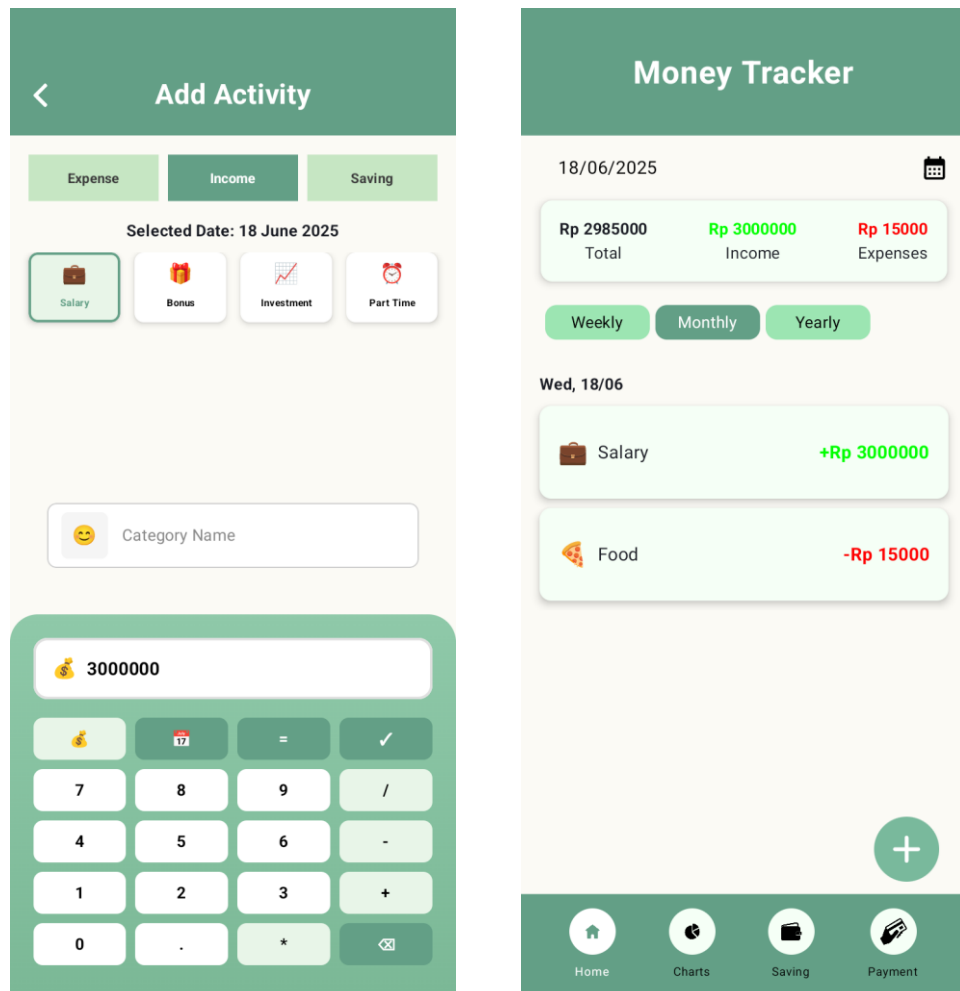 Add Activity
Expense Income Saving
Selected Date: 18 June 2025
Salary Bonus Investment Part Time
Category Name
3000000
17 = ✓
7 8 9 /
4 5 6 -
1 2 3 +
0 . *
Money Tracker
18/06/2025
Rp 2985000 Rp 3000000 Rp 15000
Total Income Expenses
Weekly Monthly Yearly
Wed, 18/06
Salary +Rp 3000000
Food -Rp 15000
+
Home Charts Saving Payment